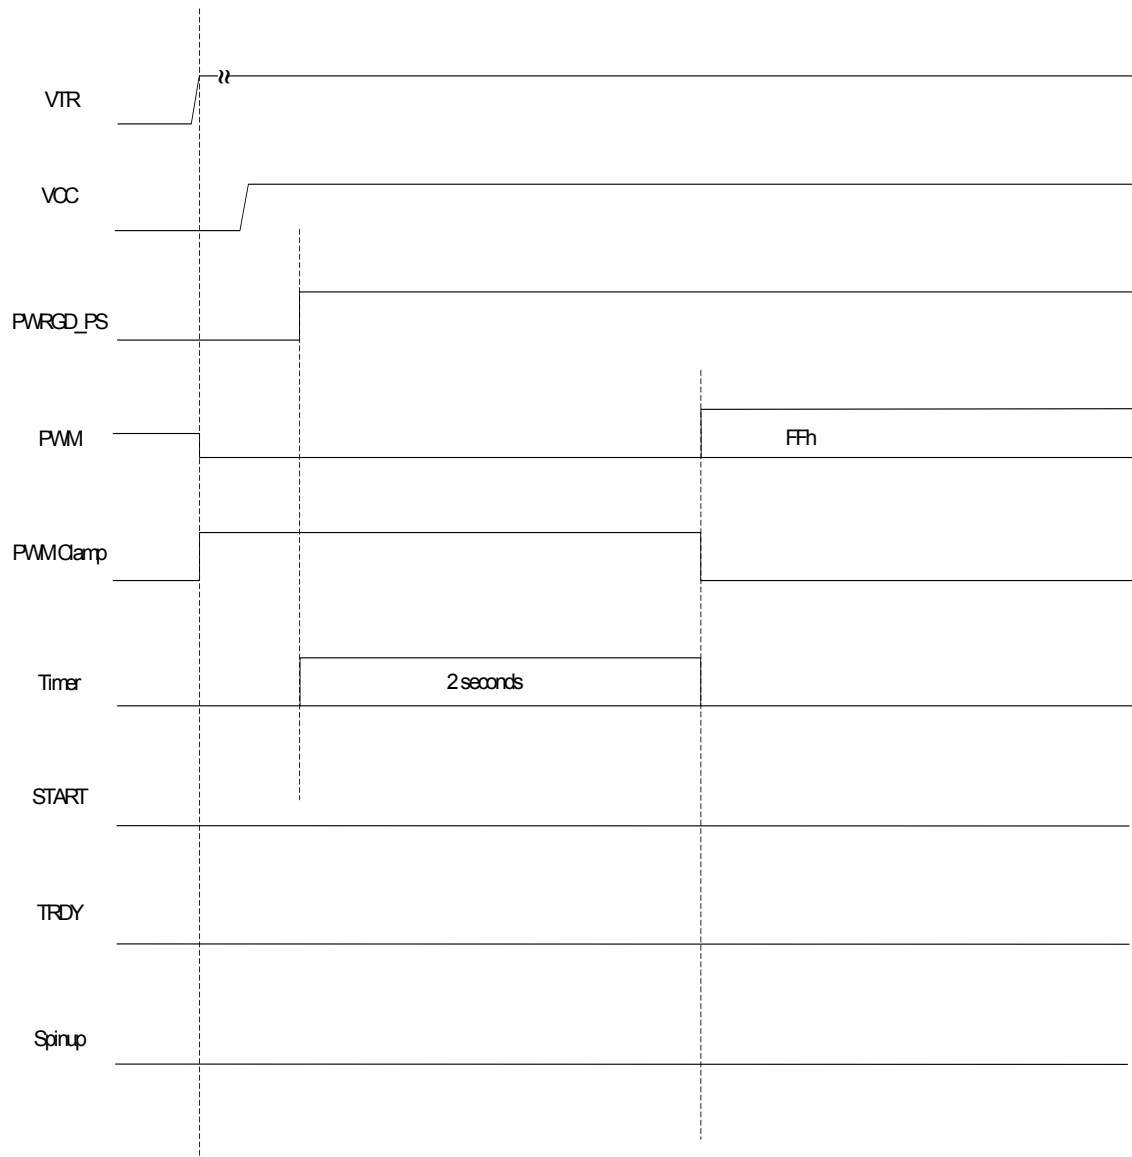 VTR
VCC
PWRGD_PS
PWM
FFh
PWM Clamp
Timer
2 seconds
START
TRDY
Spinup